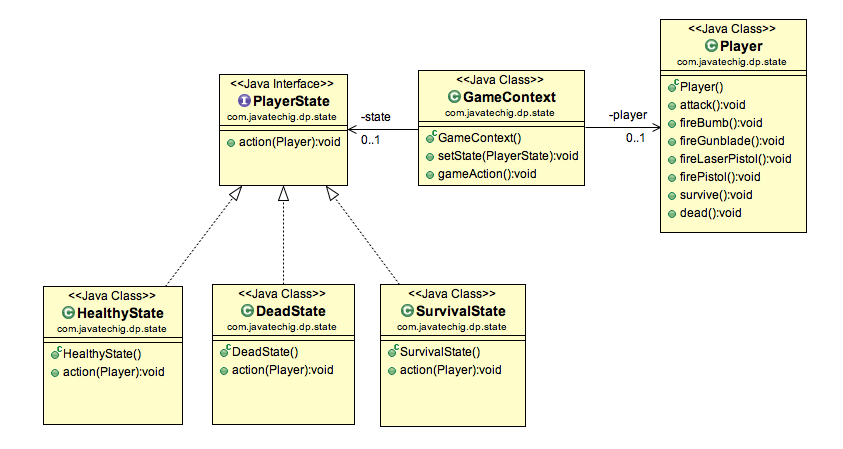 <<Java Class>>
Player
com.javatechig.dp.state
Player()
attack():void
fireBumb():void
fireGunblade():void
fireLaserPistol():void
firePistol():void
survive():void
dead():void
<<Java Interface>>
PlayerState
com.javatechig.dp.state
action(Player):void
-state
0..1
<<Java Class>>
GameContext
com.javatechig.dp.state
GameContext()
setState(PlayerState):void
gameAction():void
-player
0..1
<<Java Class>>
HealthyState
com.javatechig.dp.state
HealthyState()
action(Player):void
<<Java Class>>
DeadState
com.javatechig.dp.state
DeadState()
action(Player):void
<<Java Class>>
SurvivalState
com.javatechig.dp.state
SurvivalState()
action(Player):void